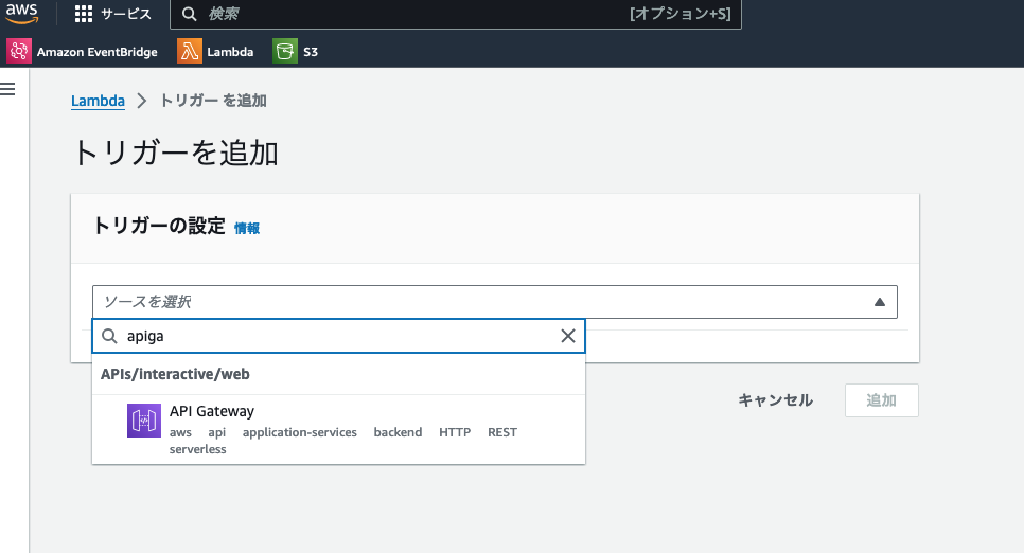 aws サービス 検索 [オプション+S]
Amazon EventBridge Lambda S3
Lambda トリガー を追加
トリガーを追加
トリガーの設定 情報
ソースを選択
apiga
APIs/interactive/web
API Gateway
aws api application-services backend HTTP REST
serverless
キャンセル 追加